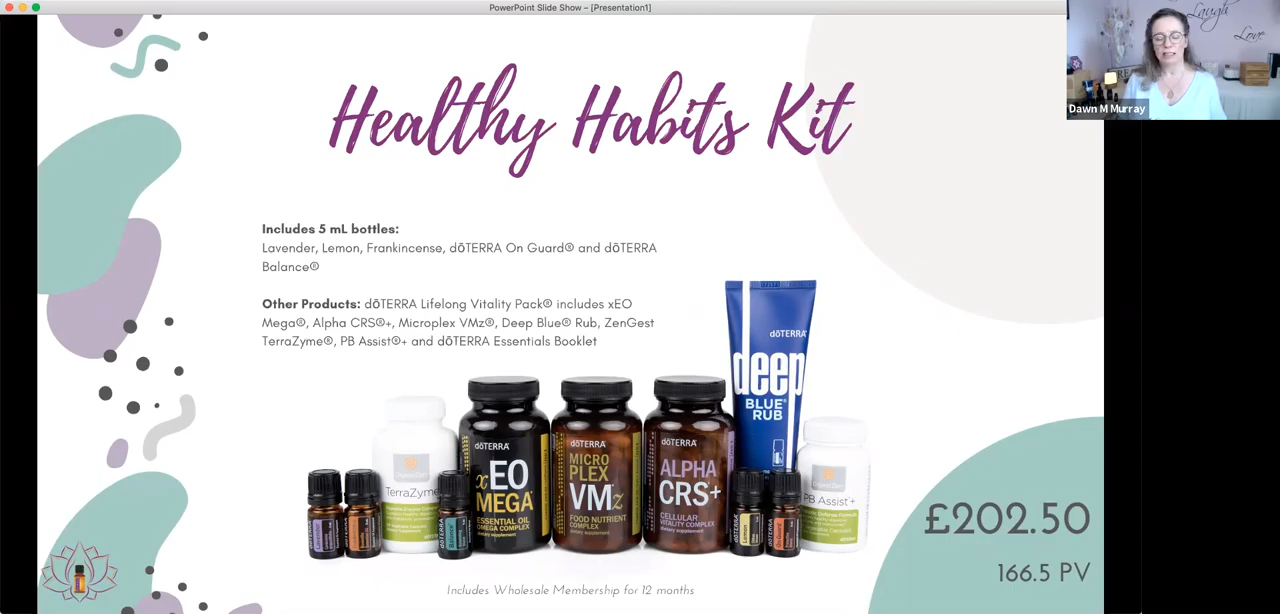 PowerPoint Slide Show – [Presentation1]
Laugh
Love
Dawn M Murray
Healthy Habits Kit
Includes 5 mL bottles:
Lavender, Lemon, Frankincense, dōTERRA On Guard® and dōTERRA
Balance®
Other Products: dōTERRA Lifelong Vitality Pack® includes xEO
Mega®, Alpha CRS®+, Microplex VMz®, Deep Blue® Rub, ZenGest
TerraZyme®, PB Assist®+ and dōTERRA Essentials Booklet
dōTERRA
deep
BLUE®
RUB
TerraZyme
dōTERRA
xEO
MEGA
ESSENTIAL OIL
OMEGA COMPLEX
dōTERRA
MICRO
PLEX
VMz
FOOD NUTRIENT
COMPLEX
dōTERRA
ALPHA
CRS+
CELLULAR
VITALITY COMPLEX
PB Assist+
Balance
dōTERRA
dōTERRA
£202.50
166.5 PV
Includes Wholesale Membership for 12 months